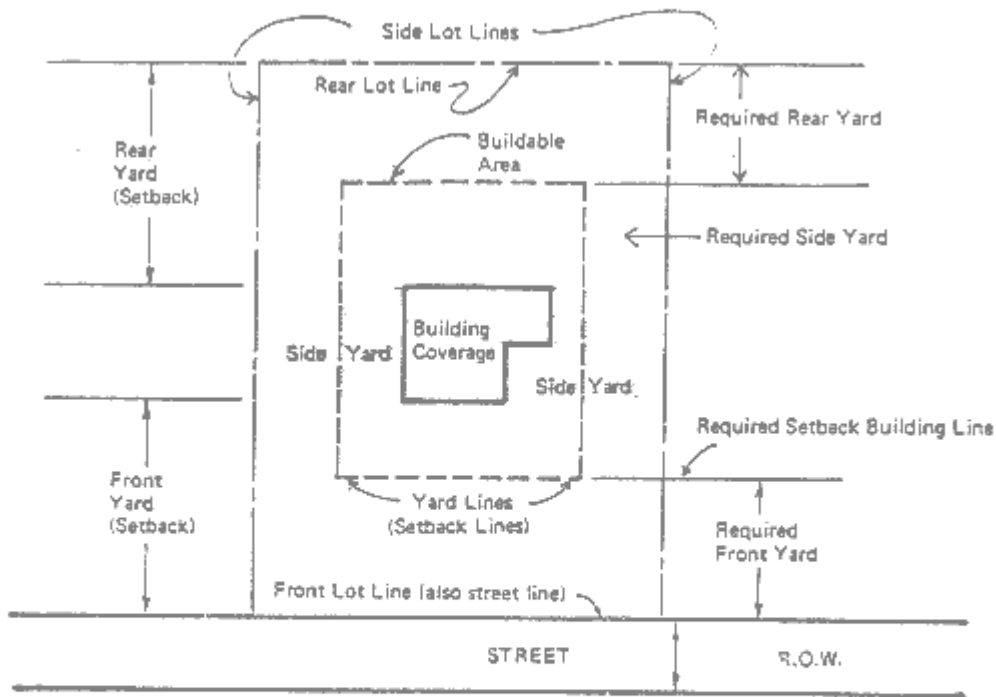 Side Lot Lines
Rear Lot Line
Required Rear Yard
Buildable
Area
Rear
Yard
(Setback)
Required Side Yard
Building
Coverage
Side Yard
Side Yard
Required Setback Building Line
Front
Yard
(Setback)
Yard Lines
(Setback Lines)
Required
Front Yard
Front Lot Line (also street line)
STREET
R.O.W.